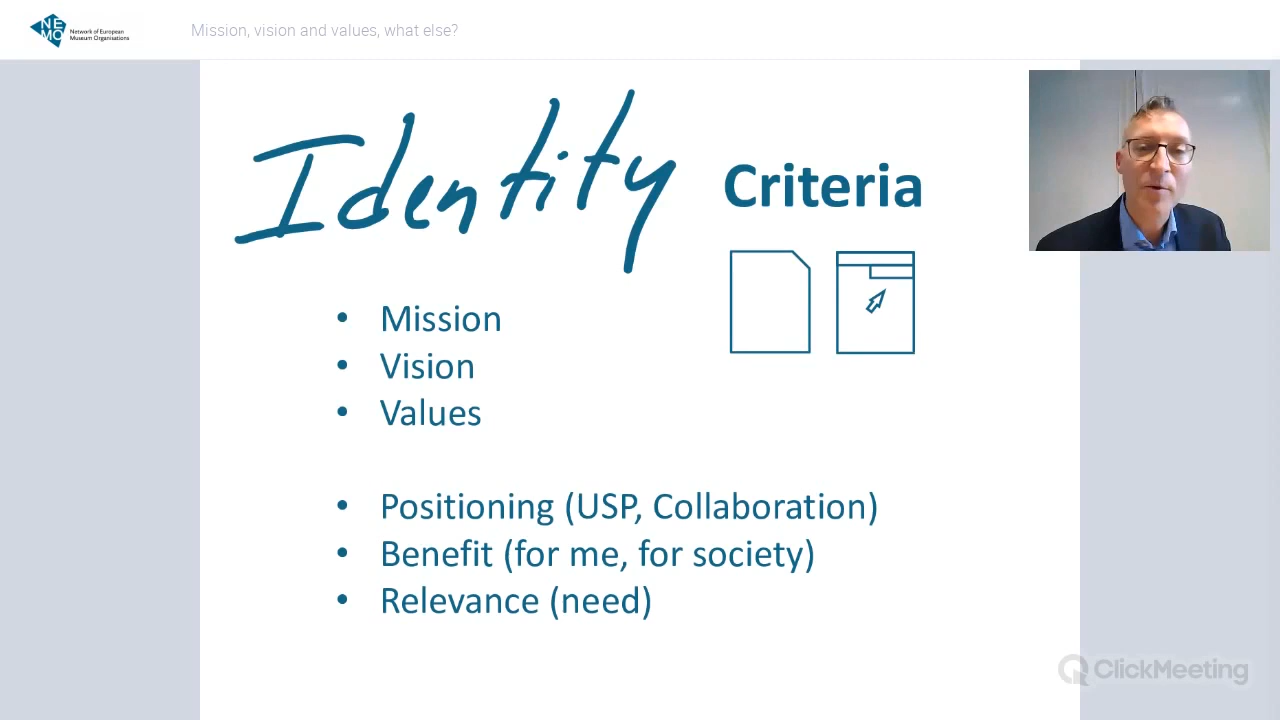 NE
MO
Network of European
Museum Organisations
Mission, vision and values, what else?
Identity Criteria
• Mission
• Vision
• Values
• Positioning (USP, Collaboration)
• Benefit (for me, for society)
• Relevance (need)
ClickMeeting